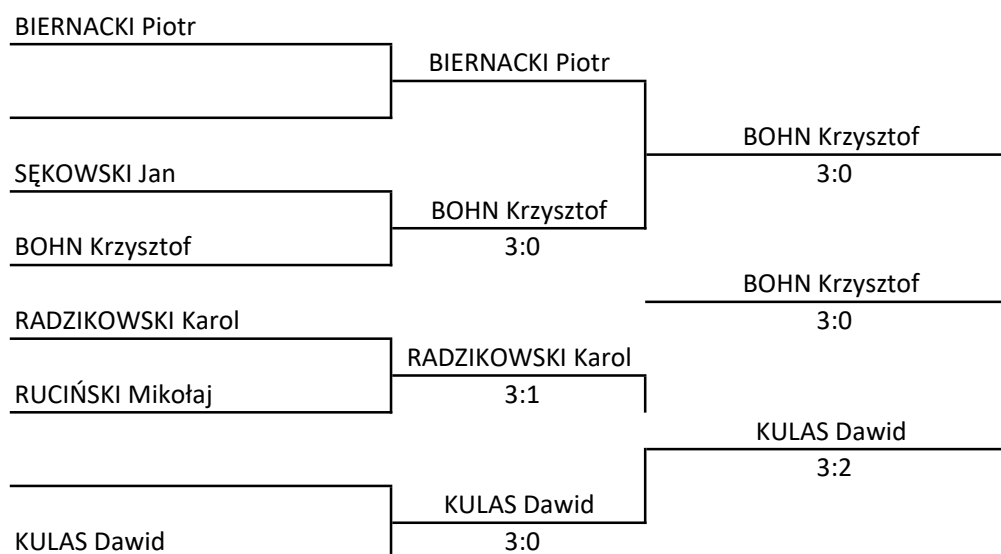 BIERNACKI Piotr
BIERNACKI Piotr
BOHN Krzysztof
3:0
SĘKOWSKI Jan
BOHN Krzysztof
3:0
BOHN Krzysztof
BOHN Krzysztof
3:0
RADZIKOWSKI Karol
RADZIKOWSKI Karol
3:1
RUCIŃSKI Mikołaj
KULAS Dawid
3:2
KULAS Dawid
3:0
KULAS Dawid